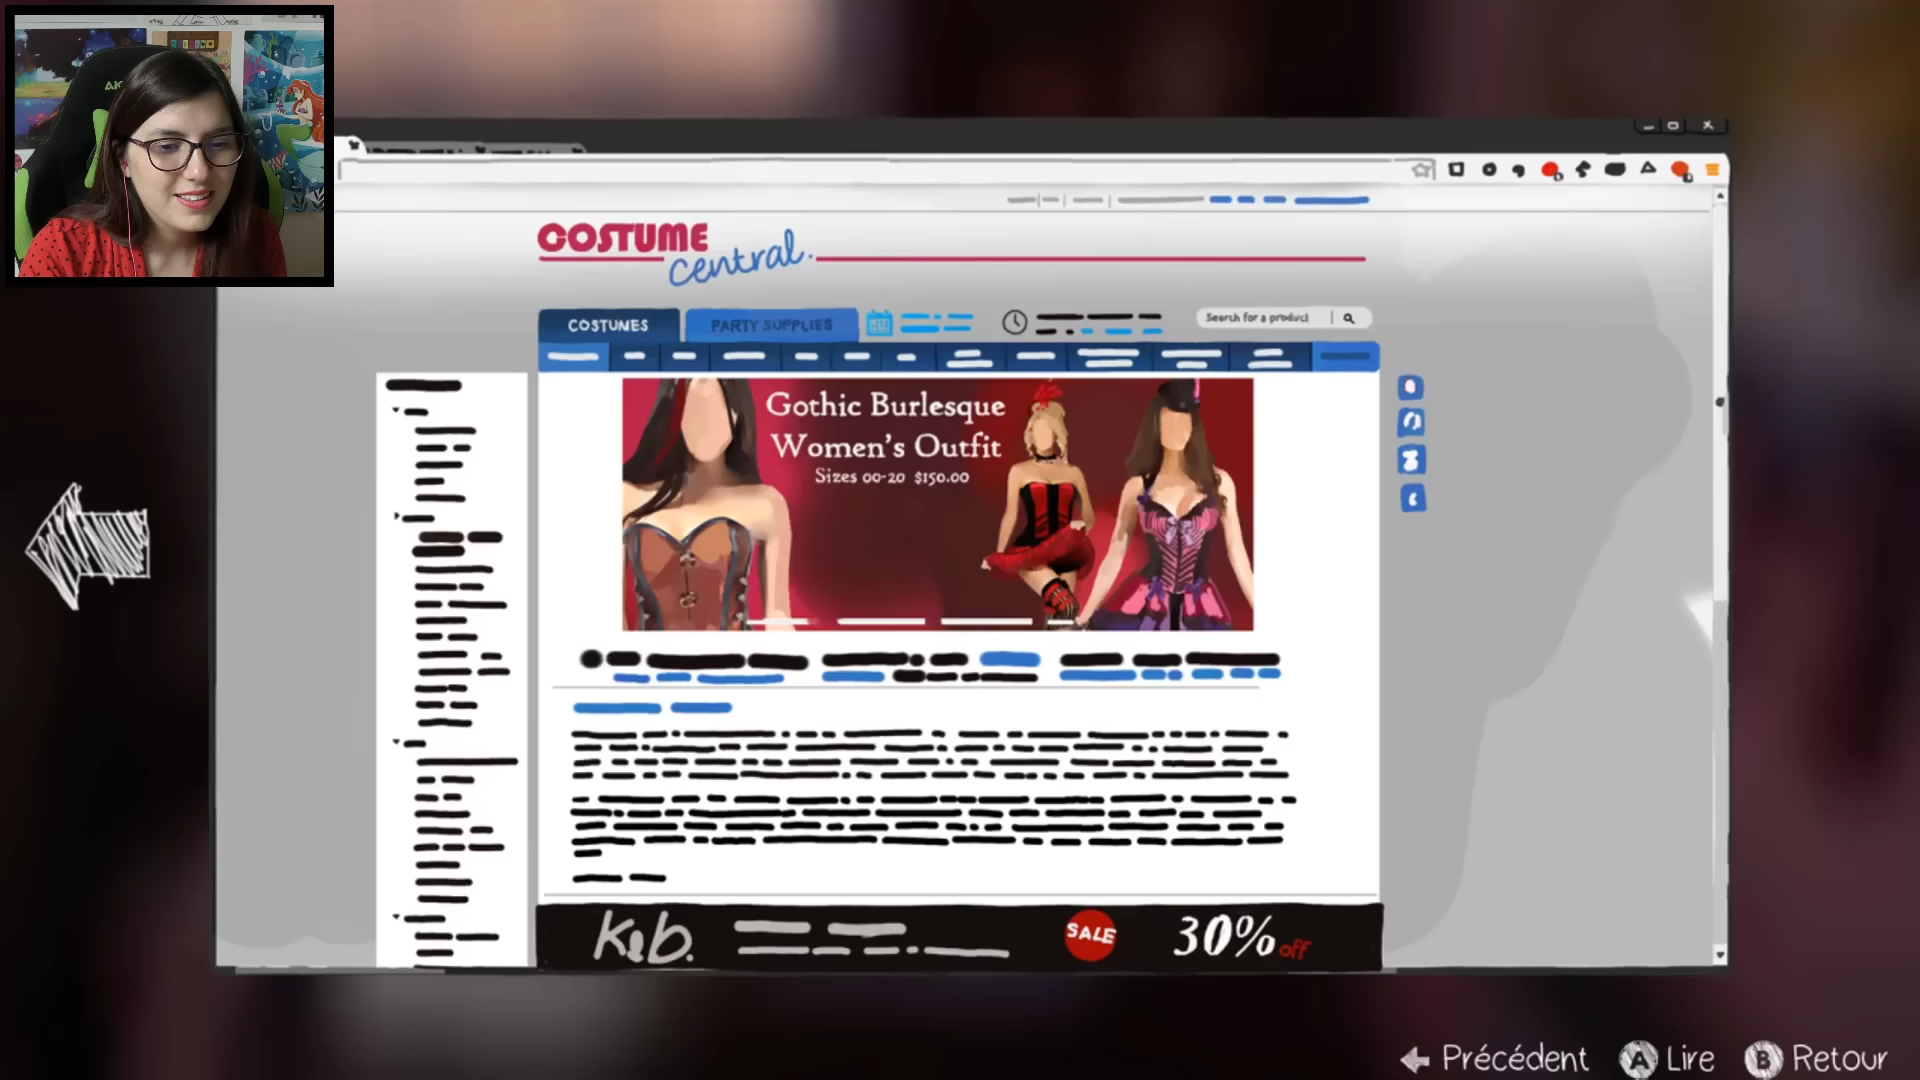 AK
COSTUME
central.
COSTUMES
PARTY SUPPLIES
Search for a product
Gothic Burlesque
Women's Outfit
Sizes 00-20 $150.00
K&b.
SALE
30% off
Précédent
A Lire
B Retour